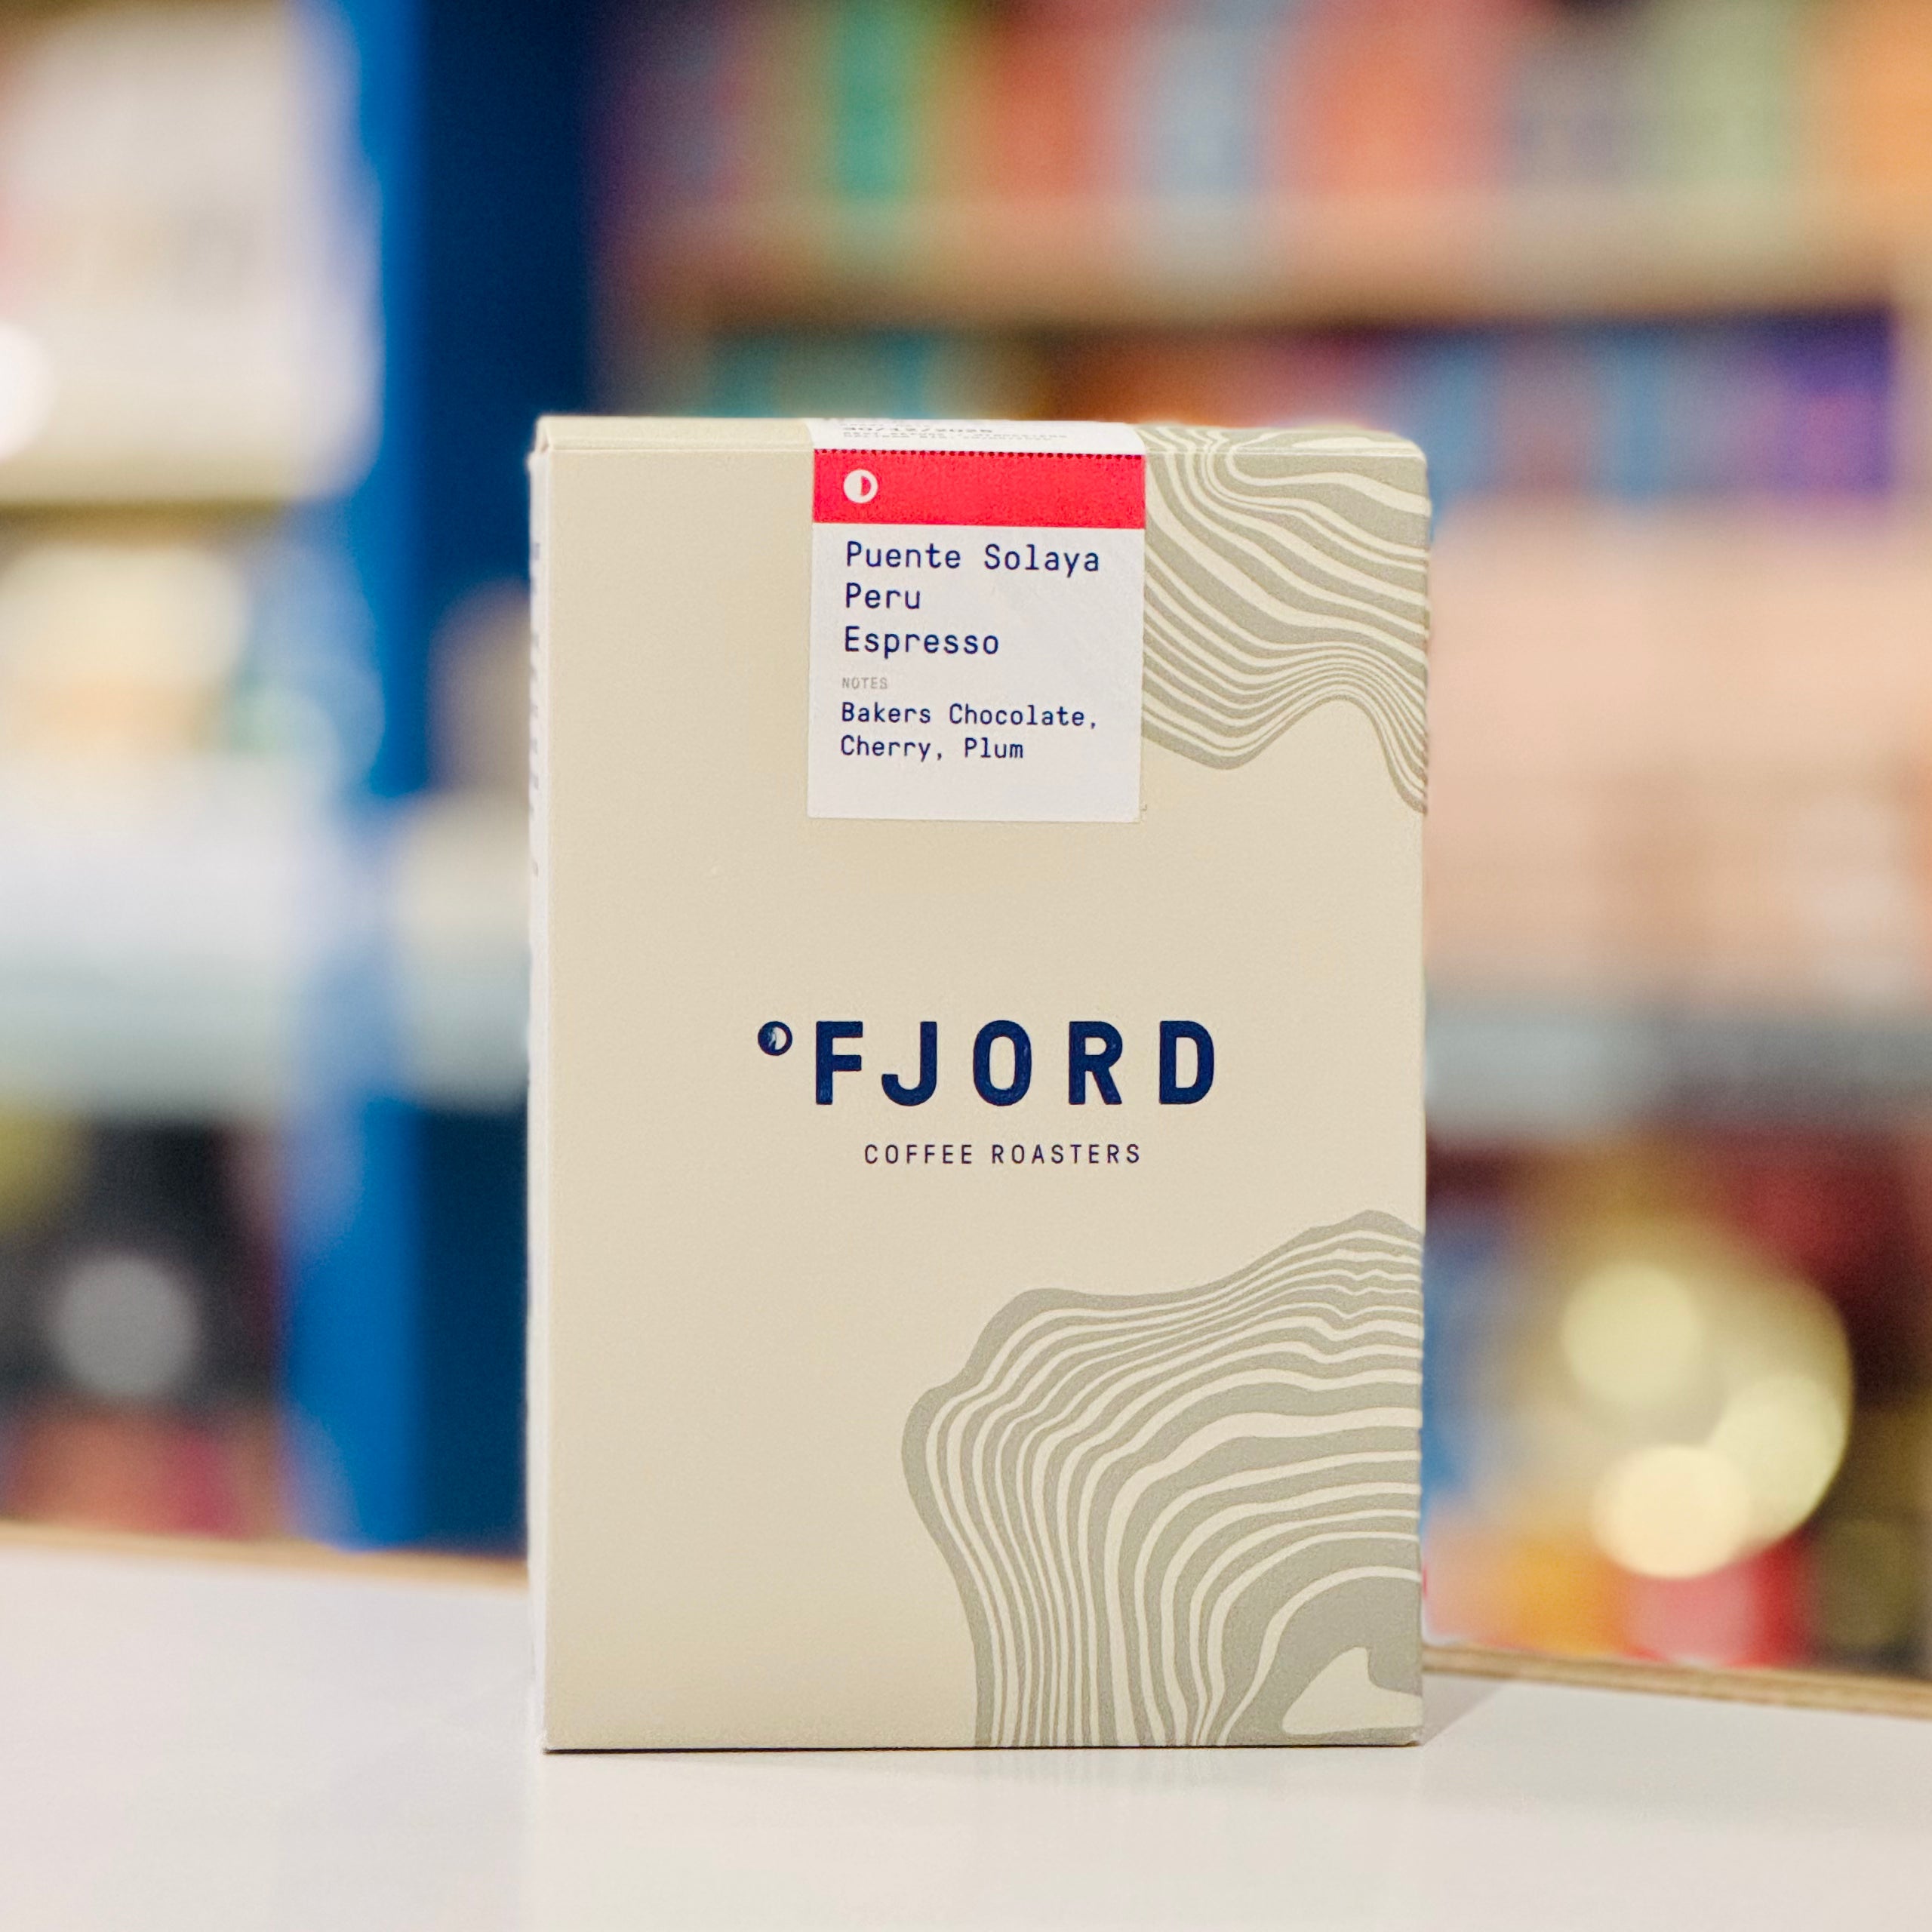 Puente Solaya
Peru
Espresso
NOTES
Bakers Chocolate,
Cherry, Plum
FJORD
COFFEE ROASTERS